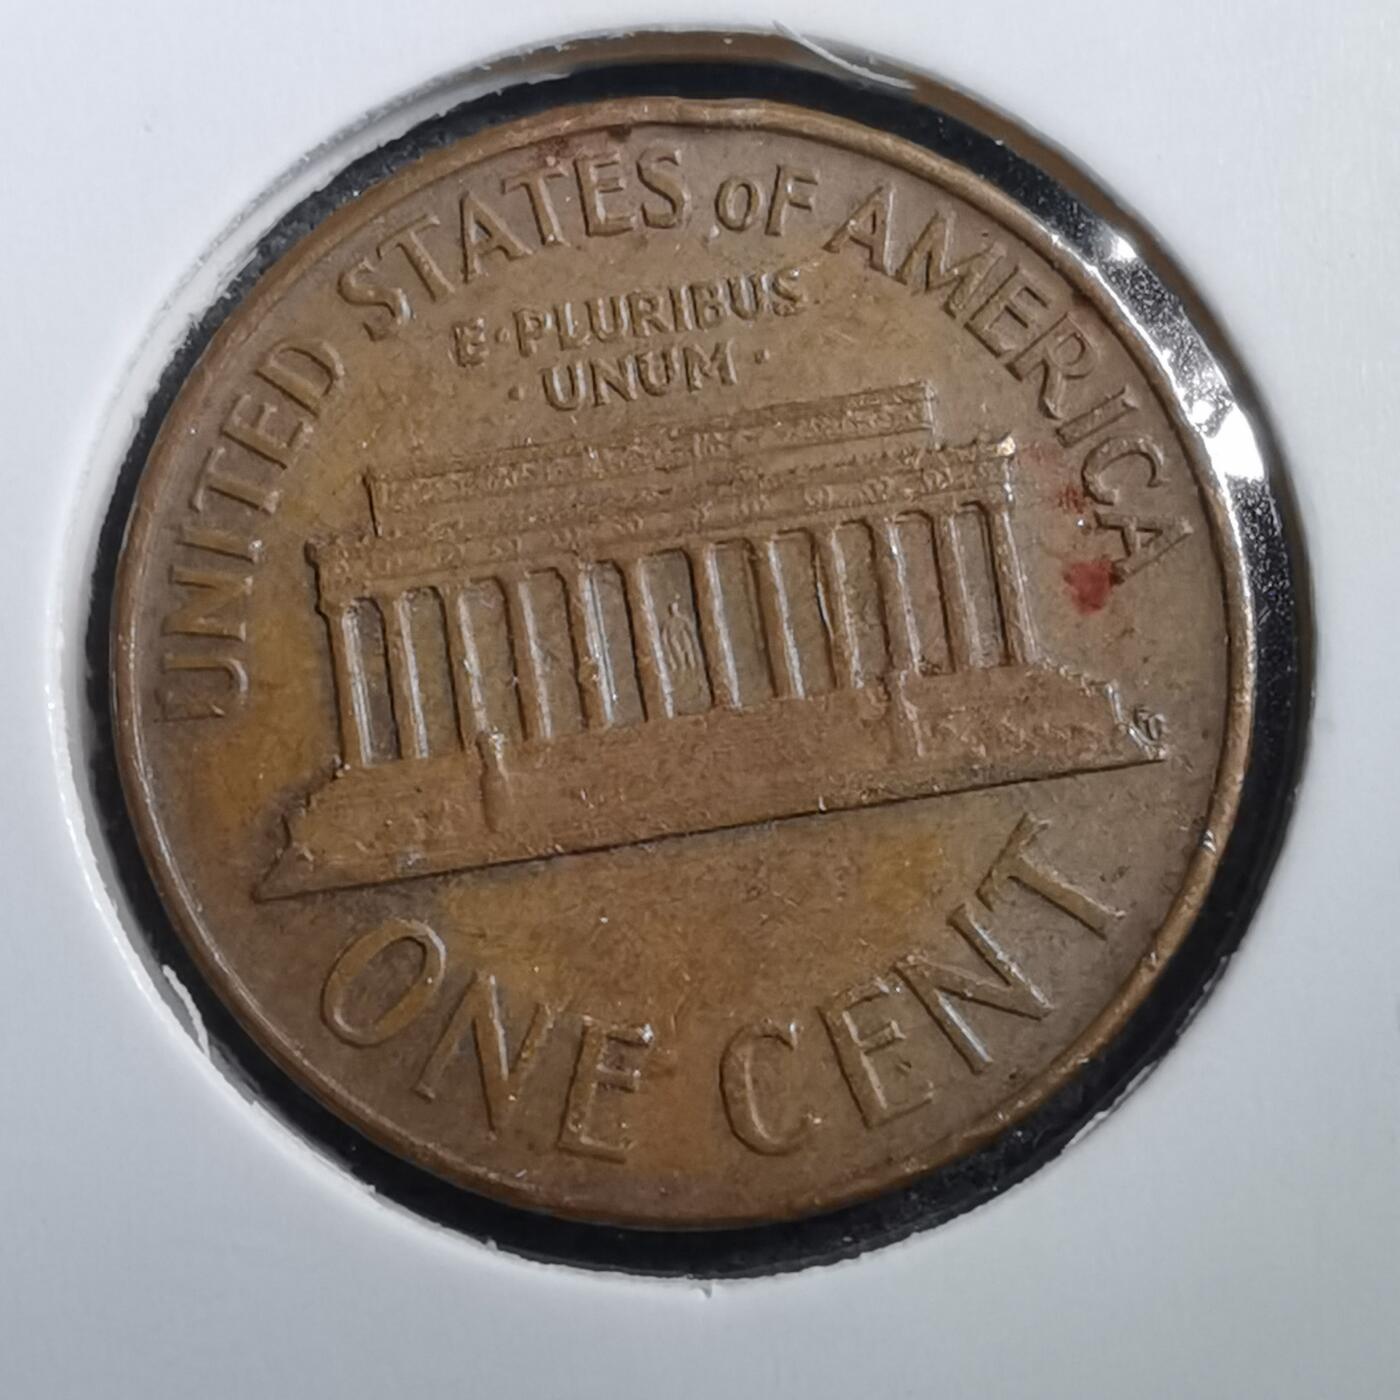 UNITED STATES OF AMERICA
E·PLURIBUS
·UNUM·
ONE CENT